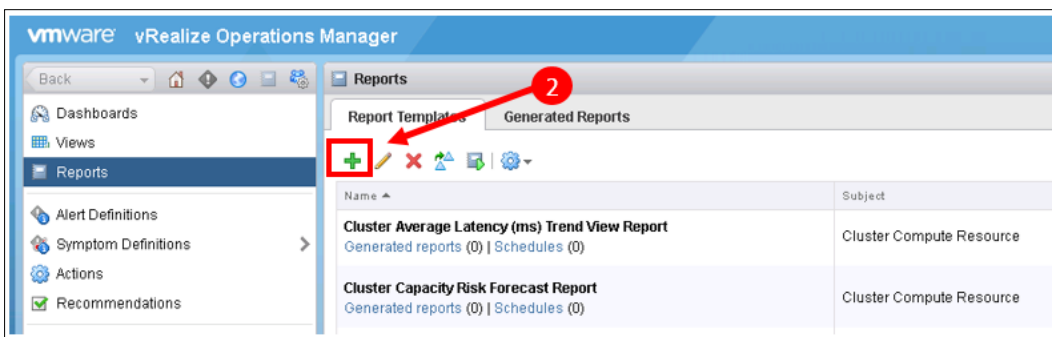 vmware vRealize Operations Manager
Back
Reports
2
Dashboards
Report Templates Generated Reports
Views
Reports
Name Subject
Alert Definitions
Cluster Average Latency (ms) Trend View Report
Cluster Compute Resource
Symptom Definitions
Generated reports (0) | Schedules (0)
Actions
Cluster Capacity Risk Forecast Report
Cluster Compute Resource
Recommendations
Generated reports (0) | Schedules (0)